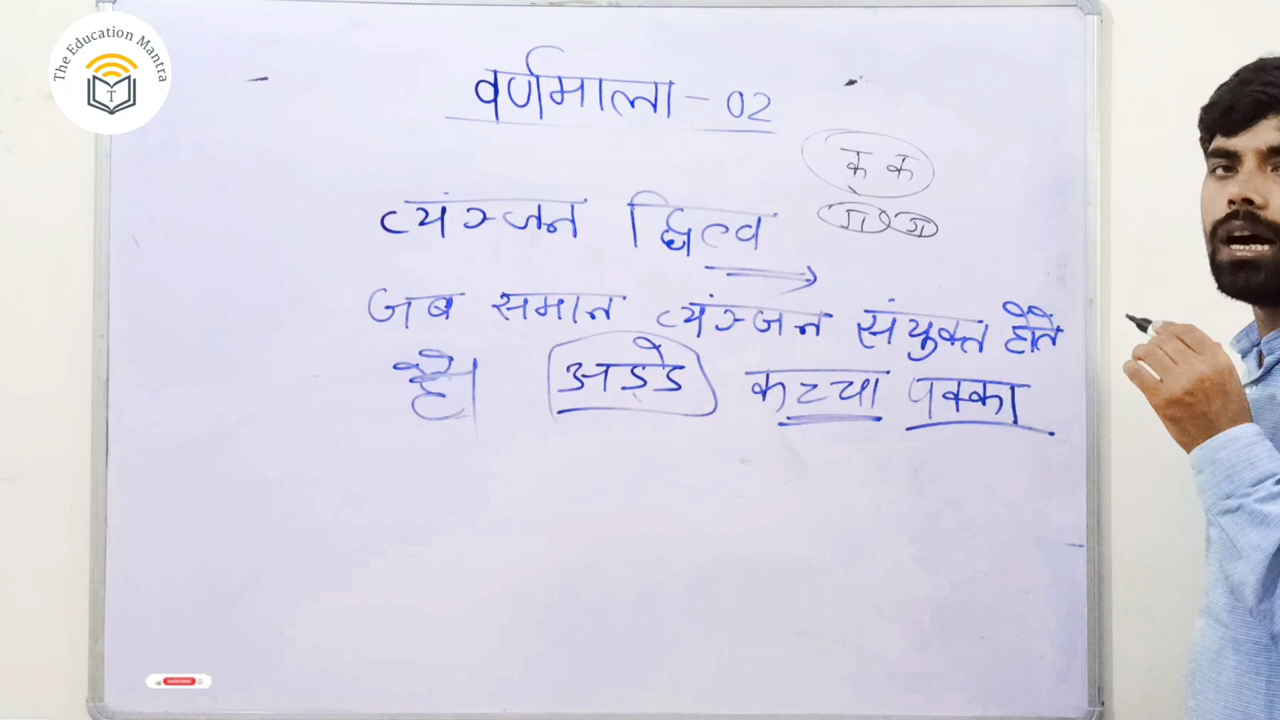 The Education Mantra
T
वर्णमाला - 02
क् क
ज ज
व्यंञ्जन द्वित्व
जब समान व्यंञ्जन संयुक्त होते
है। अड्डे कच्चा पक्का